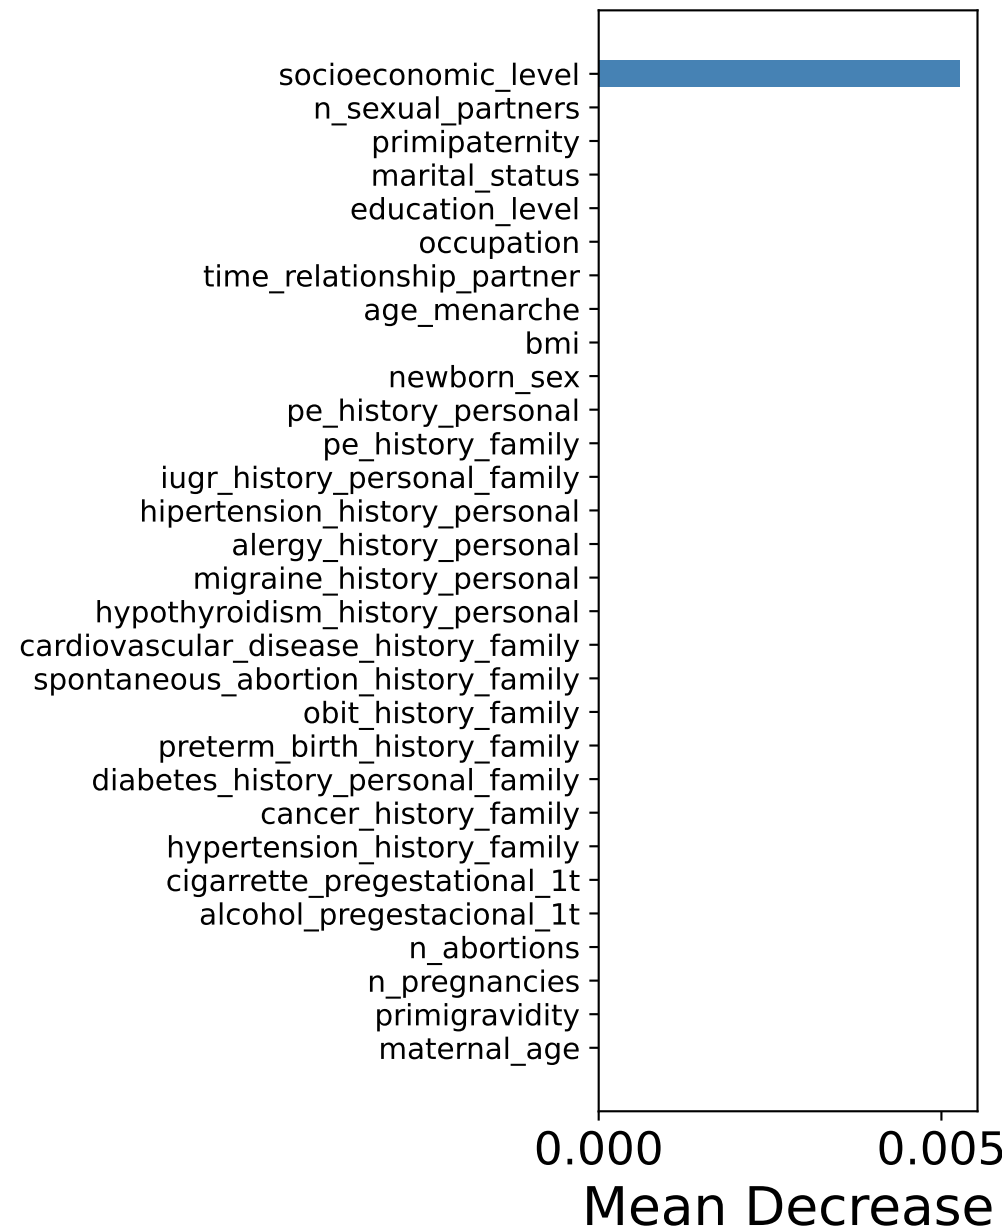 socioeconomic_level
n_sexual_partners
primipaternity
marital_status
education_level
occupation
time_relationship_partner
age_menarche
bmi
newborn_sex
pe_history_personal
pe_history_family
iugr_history_personal_family
hipertension_history_personal
alergy_history_personal
migraine_history_personal
hypothyroidism_history_personal
cardiovascular_disease_history_family
spontaneous_abortion_history_family
obit_history_family
preterm_birth_history_family
diabetes_history_personal_family
cancer_history_family
hypertension_history_family
cigarrette_pregestational_1t
alcohol_pregestacional_1t
n_abortions
n_pregnancies
primigravidity
maternal_age
0.000 0.005
Mean Decrease